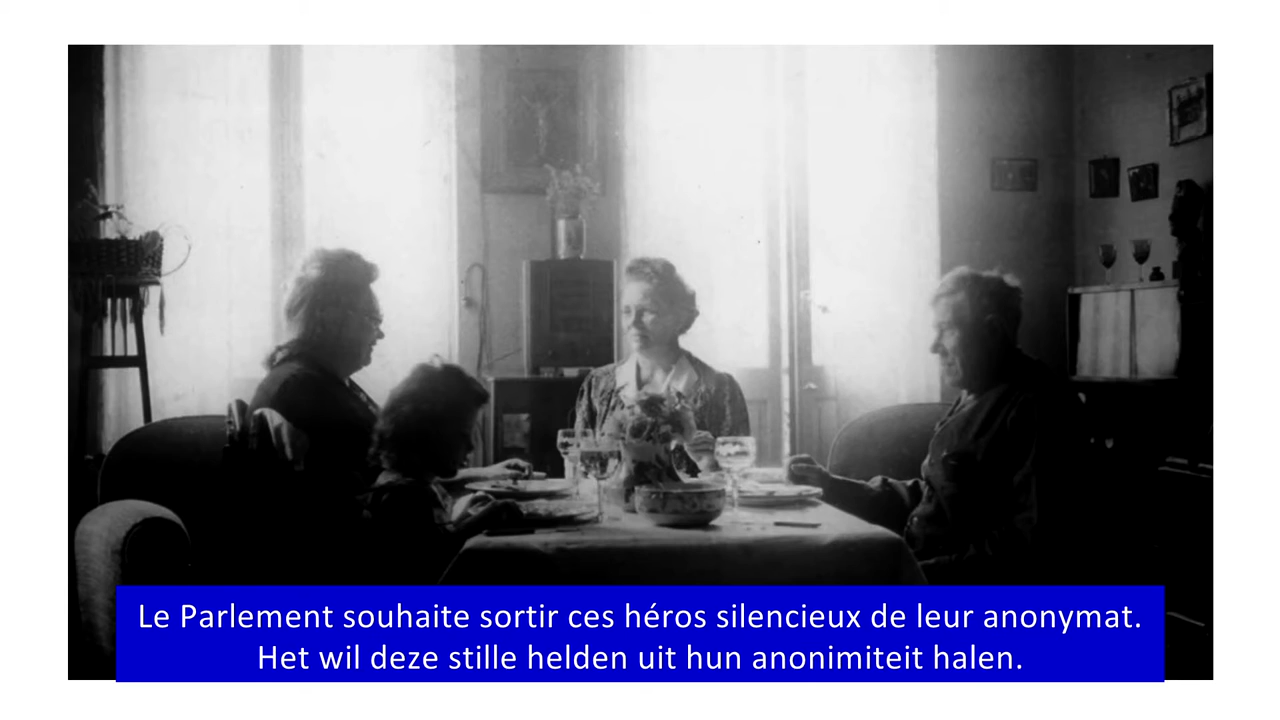 Le Parlement souhaite sortir ces héros silencieux de leur anonymat.
Het wil deze stille helden uit hun anonimiteit halen.